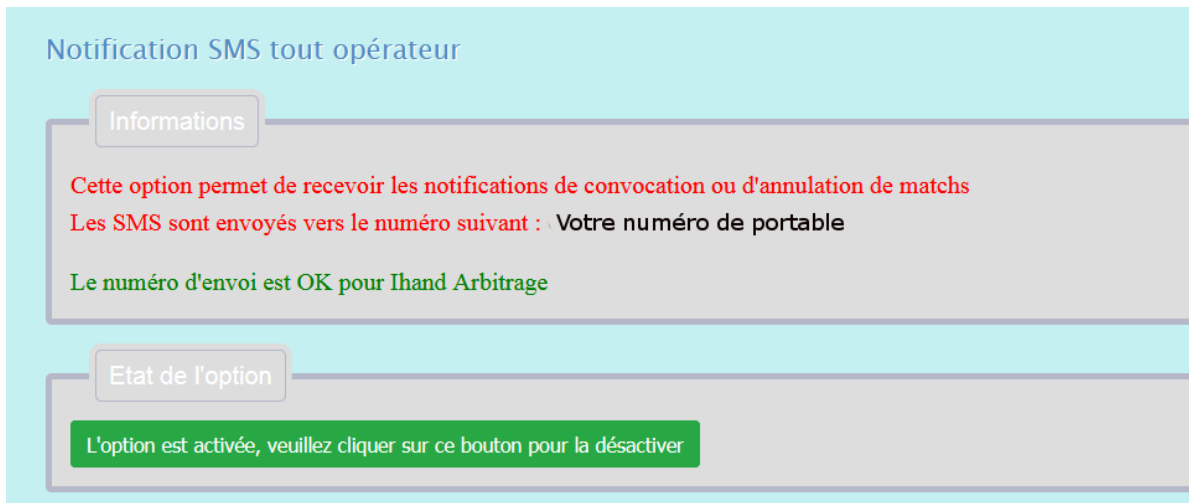 Notification SMS tout opérateur
Informations
Cette option permet de recevoir les notifications de convocation ou d'annulation de matchs
Les SMS sont envoyés vers le numéro suivant : Votre numéro de portable
Le numéro d'envoi est OK pour Ihand Arbitrage
Etat de l'option
L'option est activée, veuillez cliquer sur ce bouton pour la désactiver